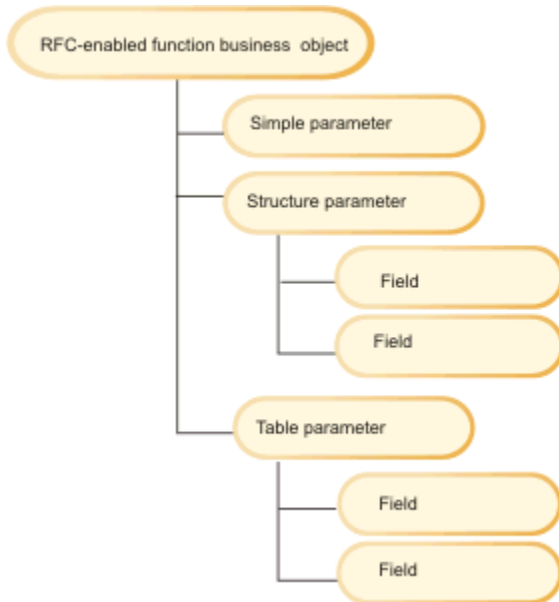 RFC-enabled function business object
Simple parameter
Structure parameter
Field
Field
Table parameter
Field
Field